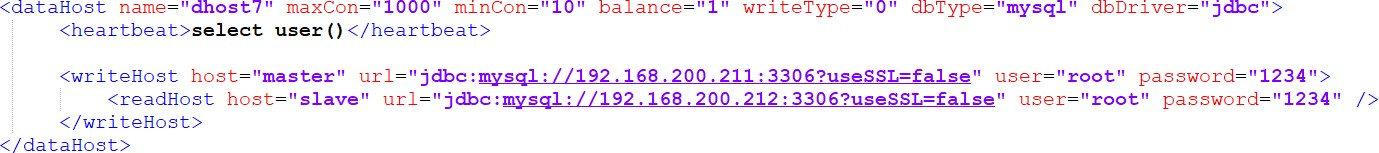 <dataHost name="dhost7" maxCon="1000" minCon="10" balance="1" writeType="0" dbType="mysql" dbDriver="jdbc">
<heartbeat>select user()</heartbeat>
<writeHost host="master" url="jdbc:mysql://192.168.200.211:3306?useSSL=false" user="root" password="1234">
<readHost host="slave" url="jdbc:mysql://192.168.200.212:3306?useSSL=false" user="root" password="1234" />
</writeHost>
</dataHost>